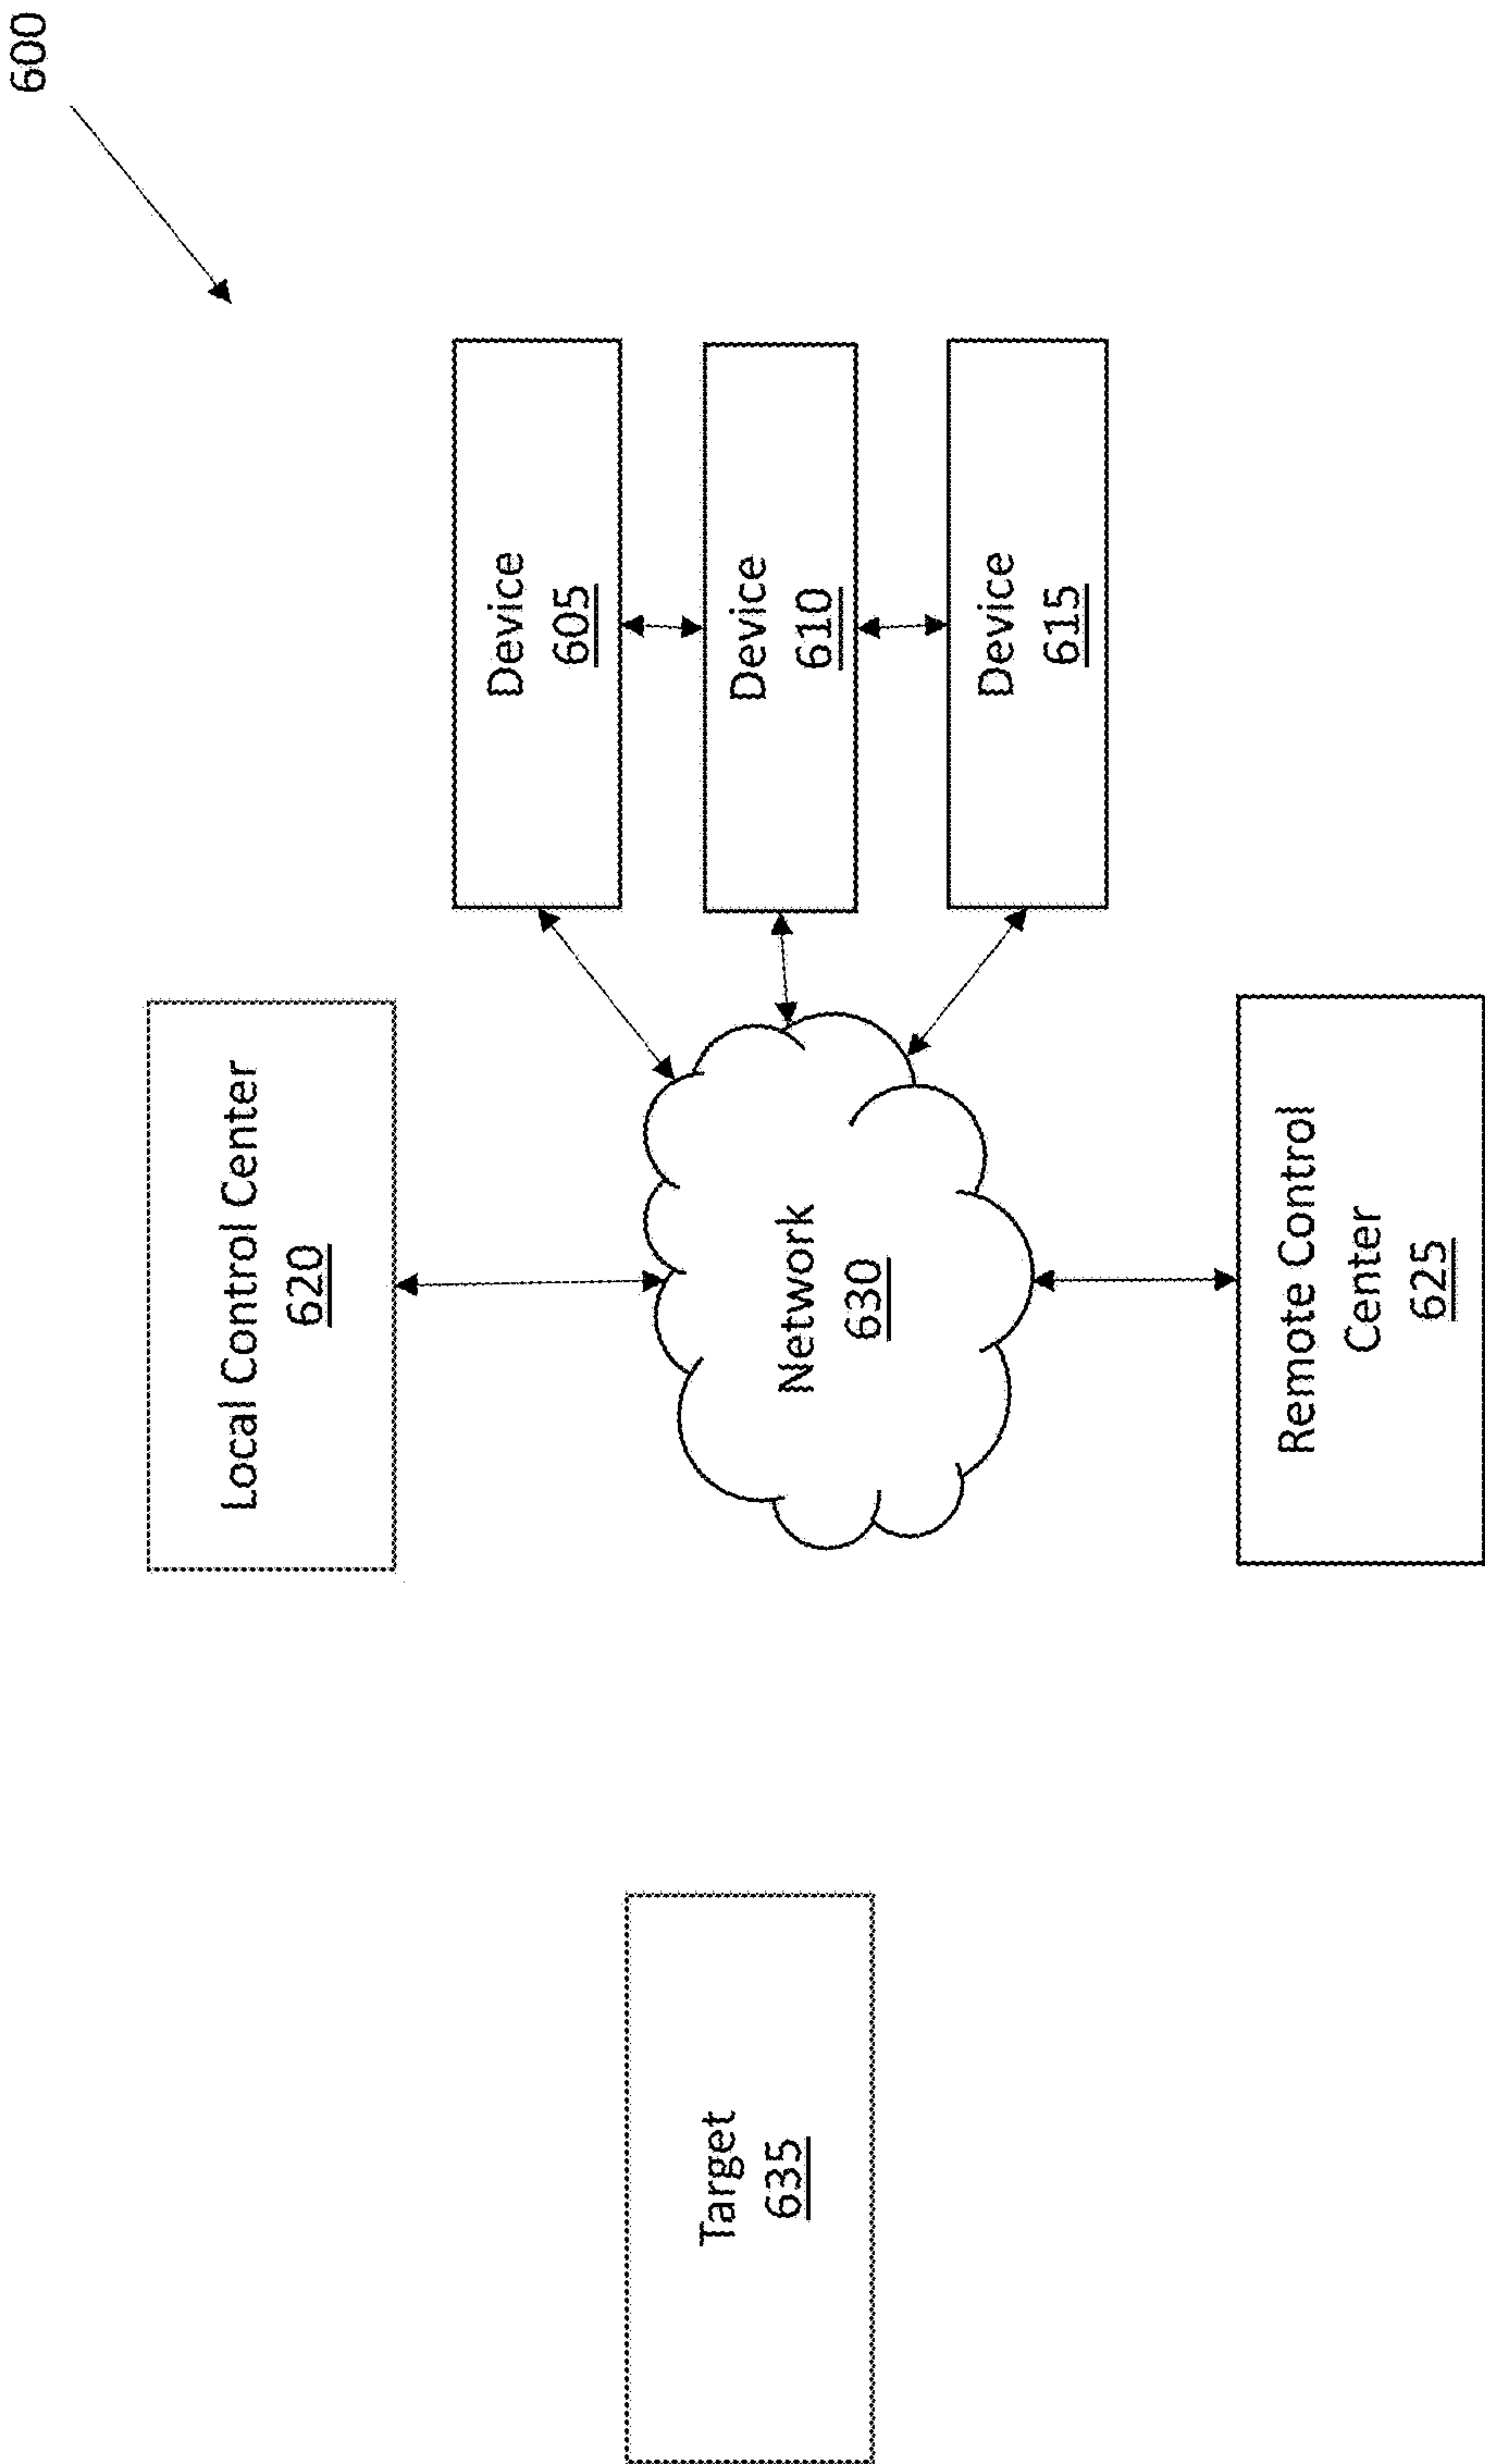 600
Local Control Center
620
Device
605
Device
610
Device
615
Network
630
Target
635
Remote Control
Center
625